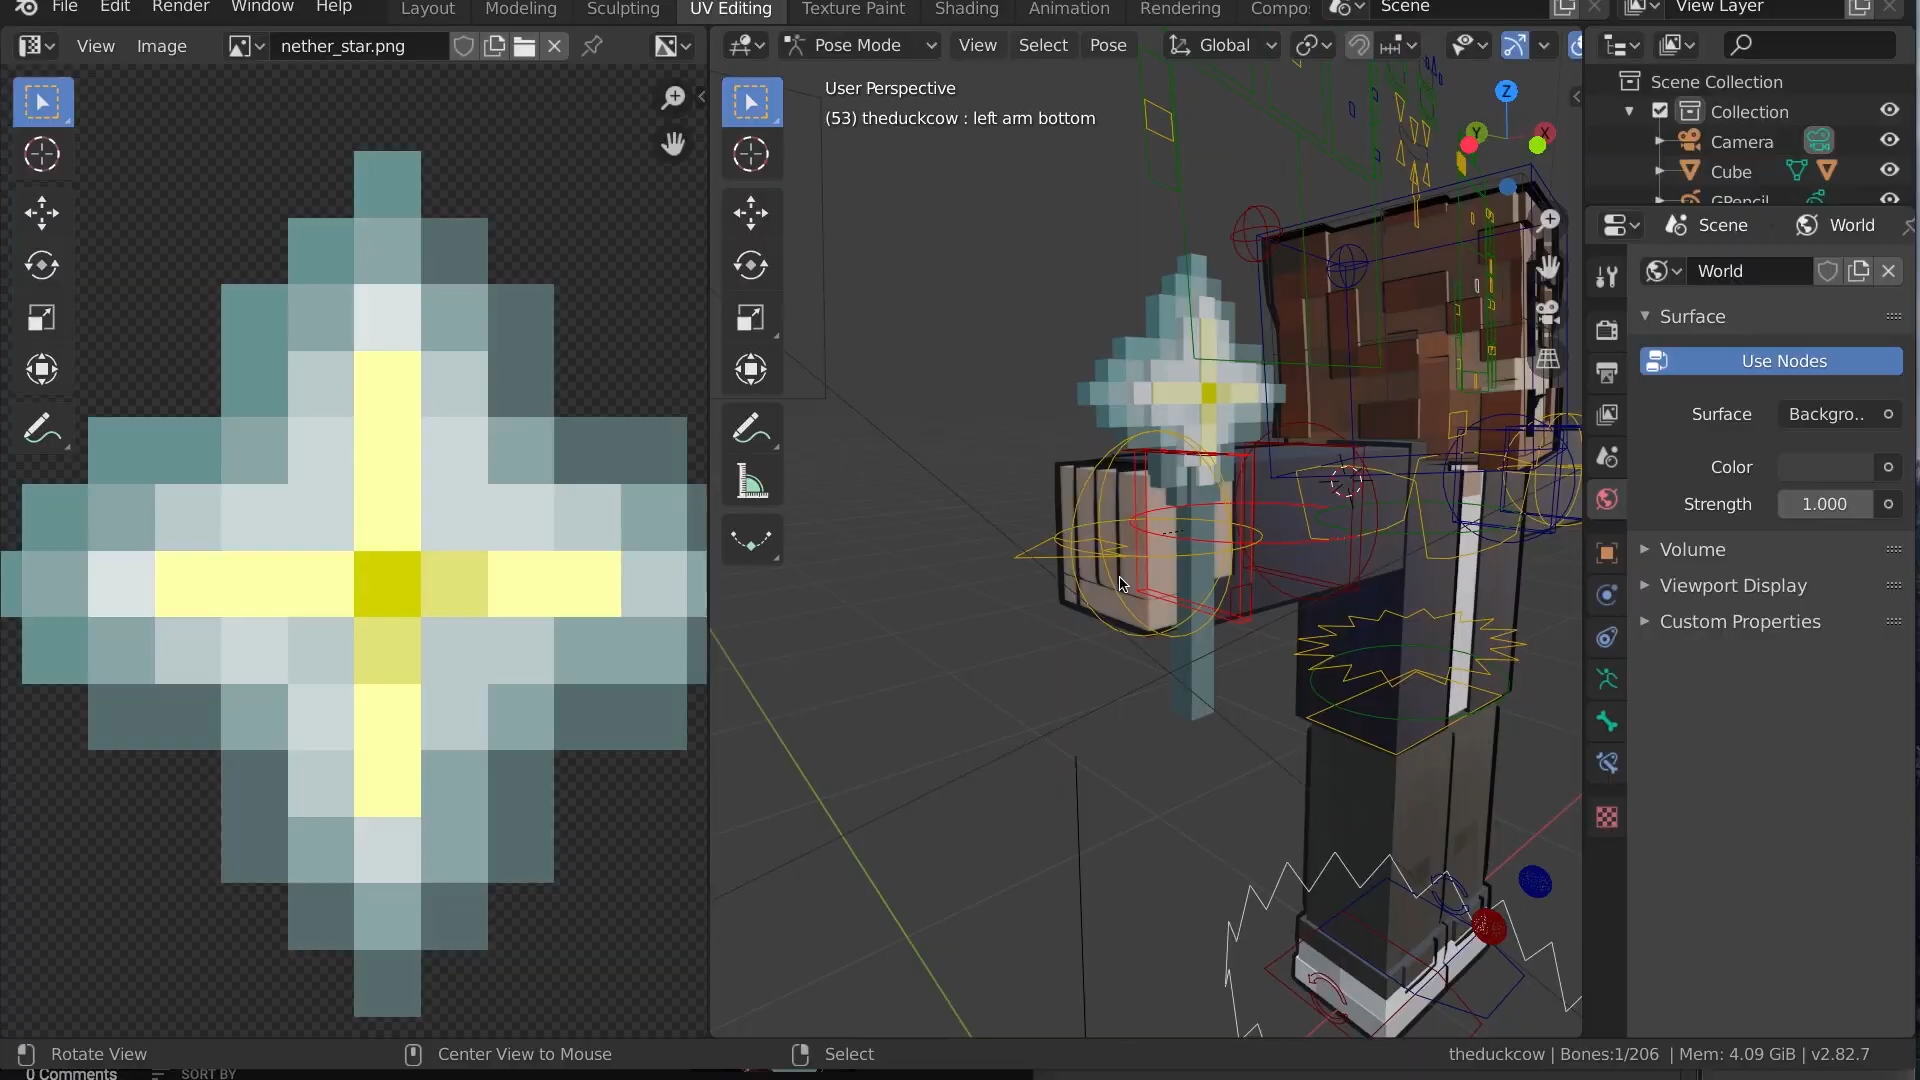 File Edit Render Window Help Layout Modeling Sculpting UV Editing Texture Paint Shading Animation Rendering Compo: Scene View Layer
View Image nether_star.png Pose Mode View Select Pose Global
User Perspective
(53) theduckcow : left arm bottom
Z
Y
X
Scene Collection
Collection
Camera
Cube
GPencil
Scene World
World
Surface
Use Nodes
Surface Backgro..
Color
Strength 1.000
Volume
Viewport Display
Custom Properties
Rotate View Center View to Mouse Select theduckcow | Bones:1/206 | Mem: 4.09 GiB | v2.82.7
0 Comments SORT BY